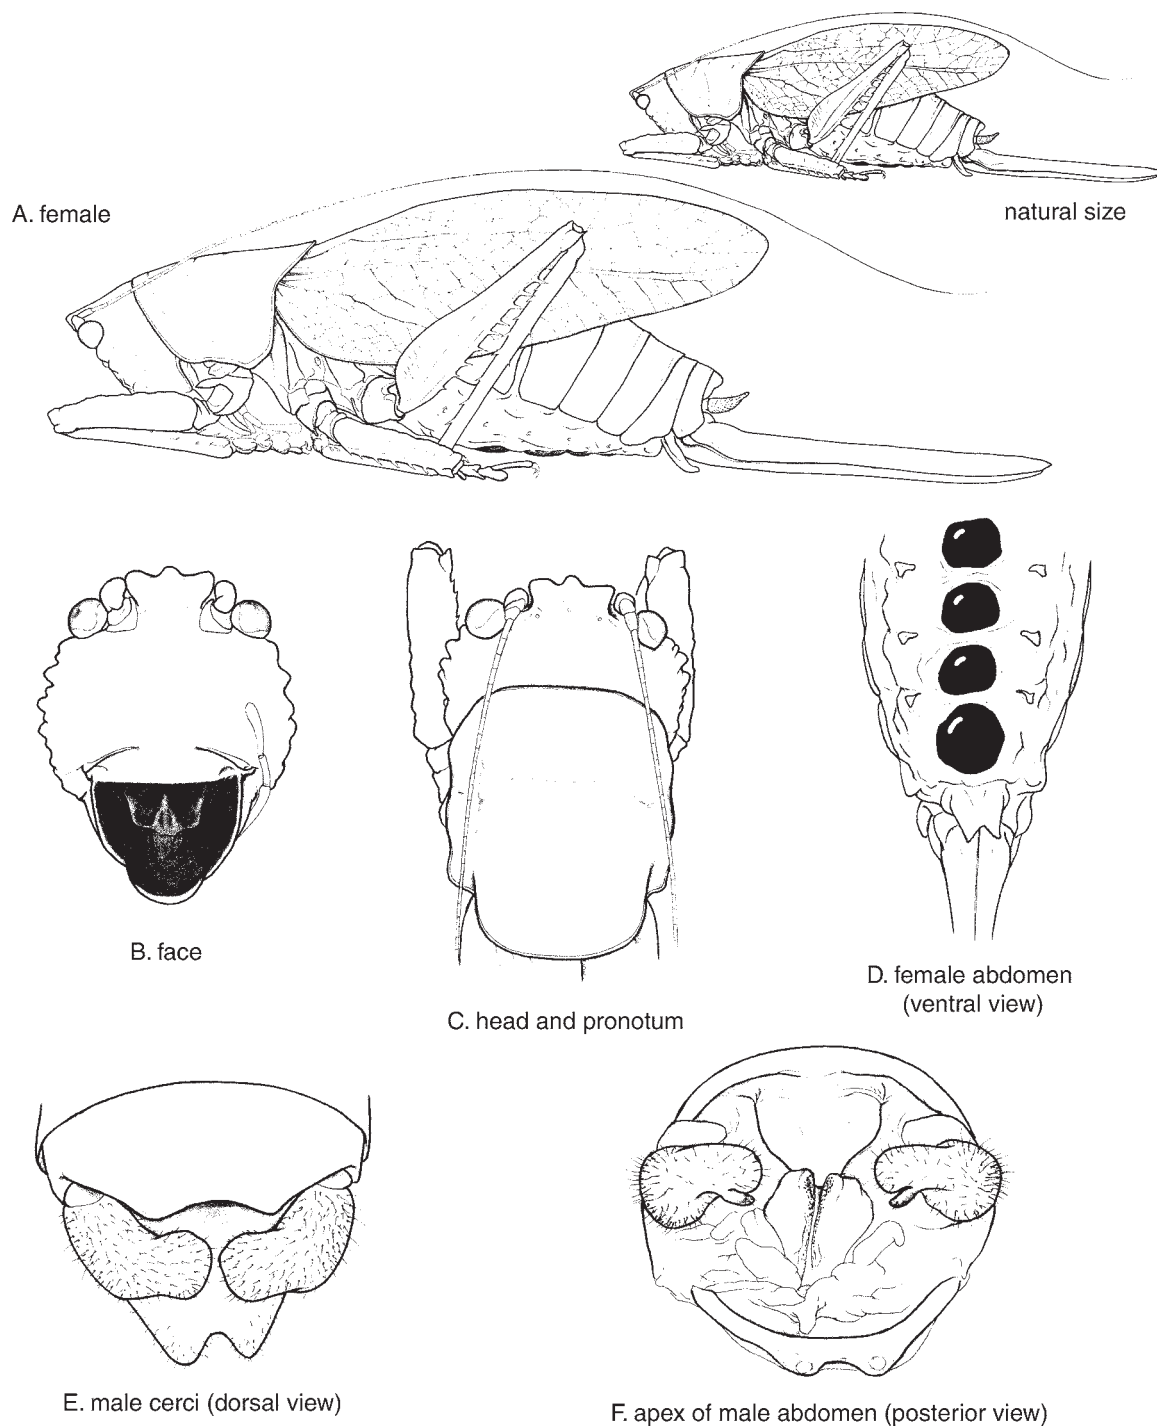 A. female
natural size
B. face
C. head and pronotum
D. female abdomen
(ventral view)
E. male cerci (dorsal view)
F. apex of male abdomen (posterior view)